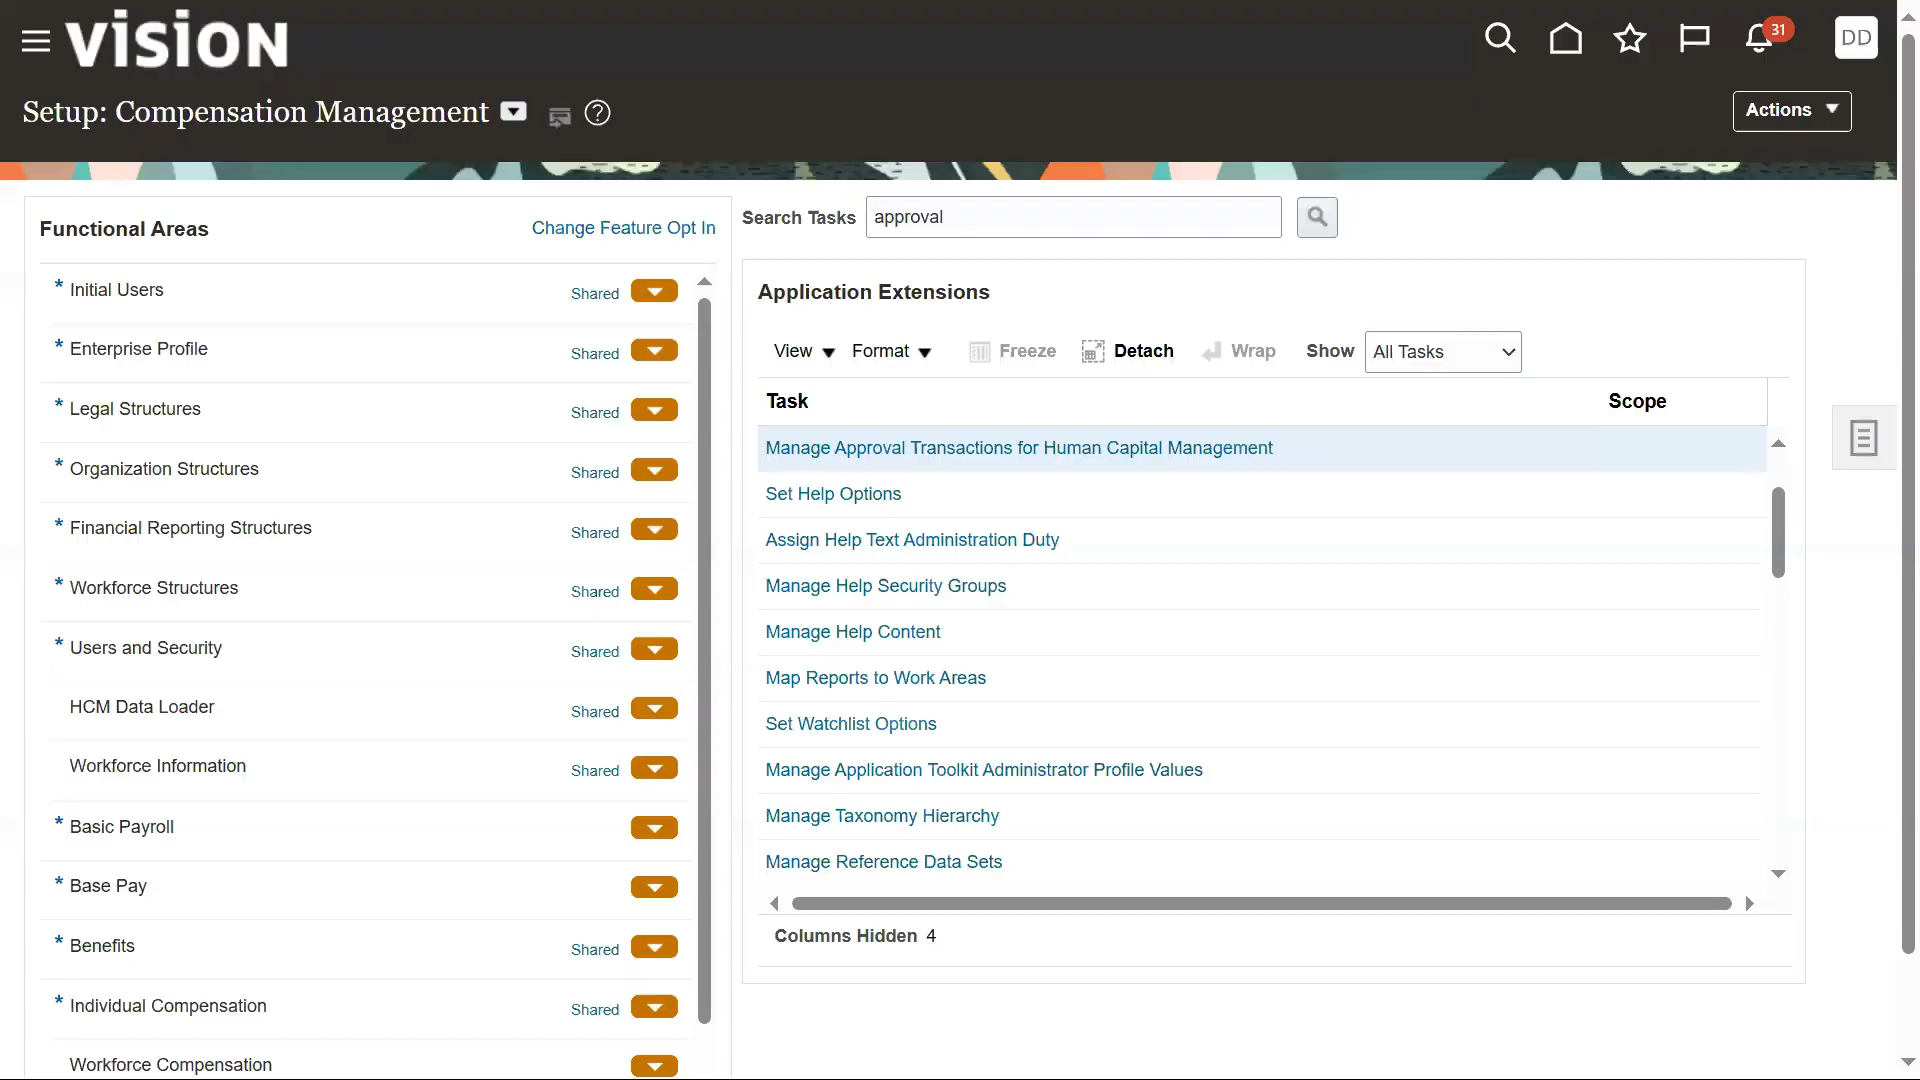 VISION
31
DD
Setup: Compensation Management
Actions
Functional Areas
Change Feature Opt In
* Initial Users Shared
* Enterprise Profile Shared
* Legal Structures Shared
* Organization Structures Shared
* Financial Reporting Structures Shared
* Workforce Structures Shared
* Users and Security Shared
HCM Data Loader Shared
Workforce Information Shared
* Basic Payroll
* Base Pay
* Benefits Shared
* Individual Compensation Shared
Workforce Compensation
Search Tasks approval
Application Extensions
View Format Freeze Detach Wrap Show All Tasks
Task Scope
Manage Approval Transactions for Human Capital Management
Set Help Options
Assign Help Text Administration Duty
Manage Help Security Groups
Manage Help Content
Map Reports to Work Areas
Set Watchlist Options
Manage Application Toolkit Administrator Profile Values
Manage Taxonomy Hierarchy
Manage Reference Data Sets
Columns Hidden 4